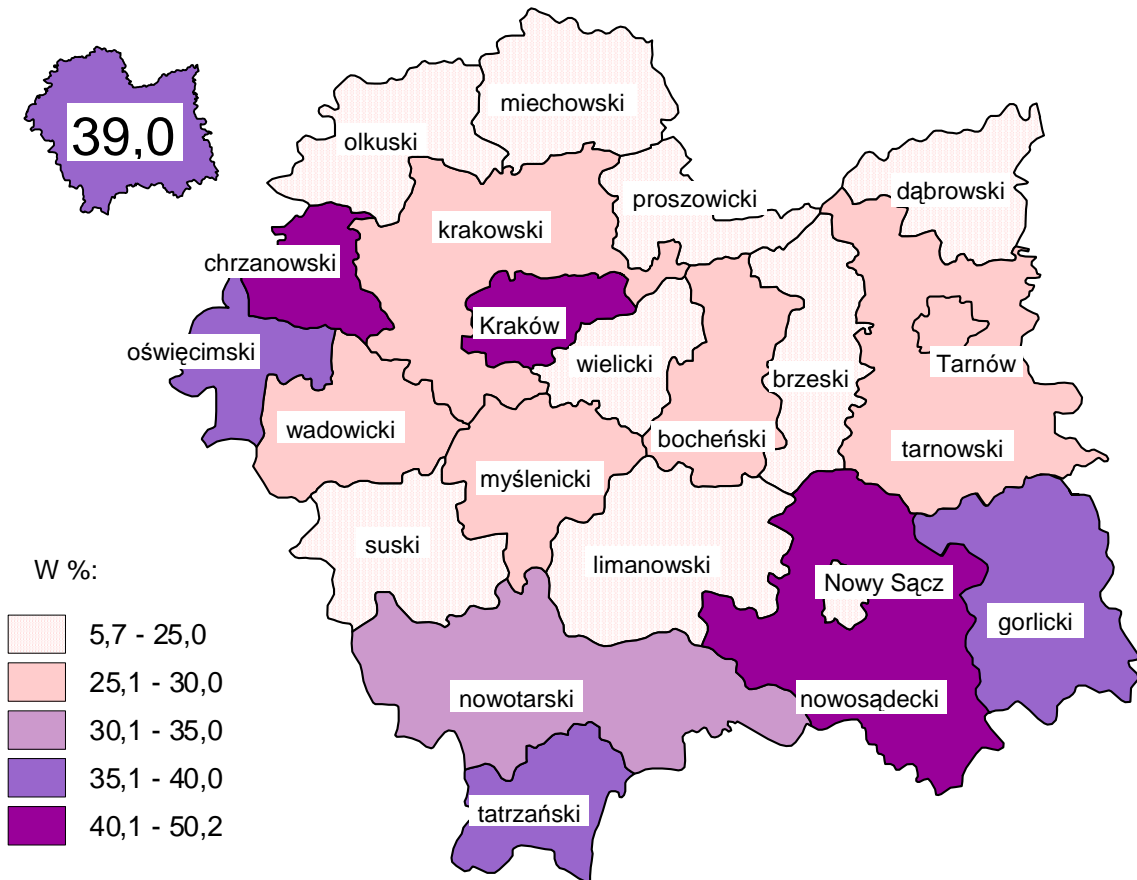 miechowski
39,0
olkuski
proszowicki
dąbrowski
krakowski
chrzanowski
Kraków
oświęcimski
wielicki
brzeski
Tarnów
wadowicki
bocheński
tarnowski
myślenicki
suski
limanowski
Nowy Sącz
gorlicki
nowotarski
nowosądecki
tatrzański
W %:
5,7 - 25,0
25,1 - 30,0
30,1 - 35,0
35,1 - 40,0
40,1 - 50,2